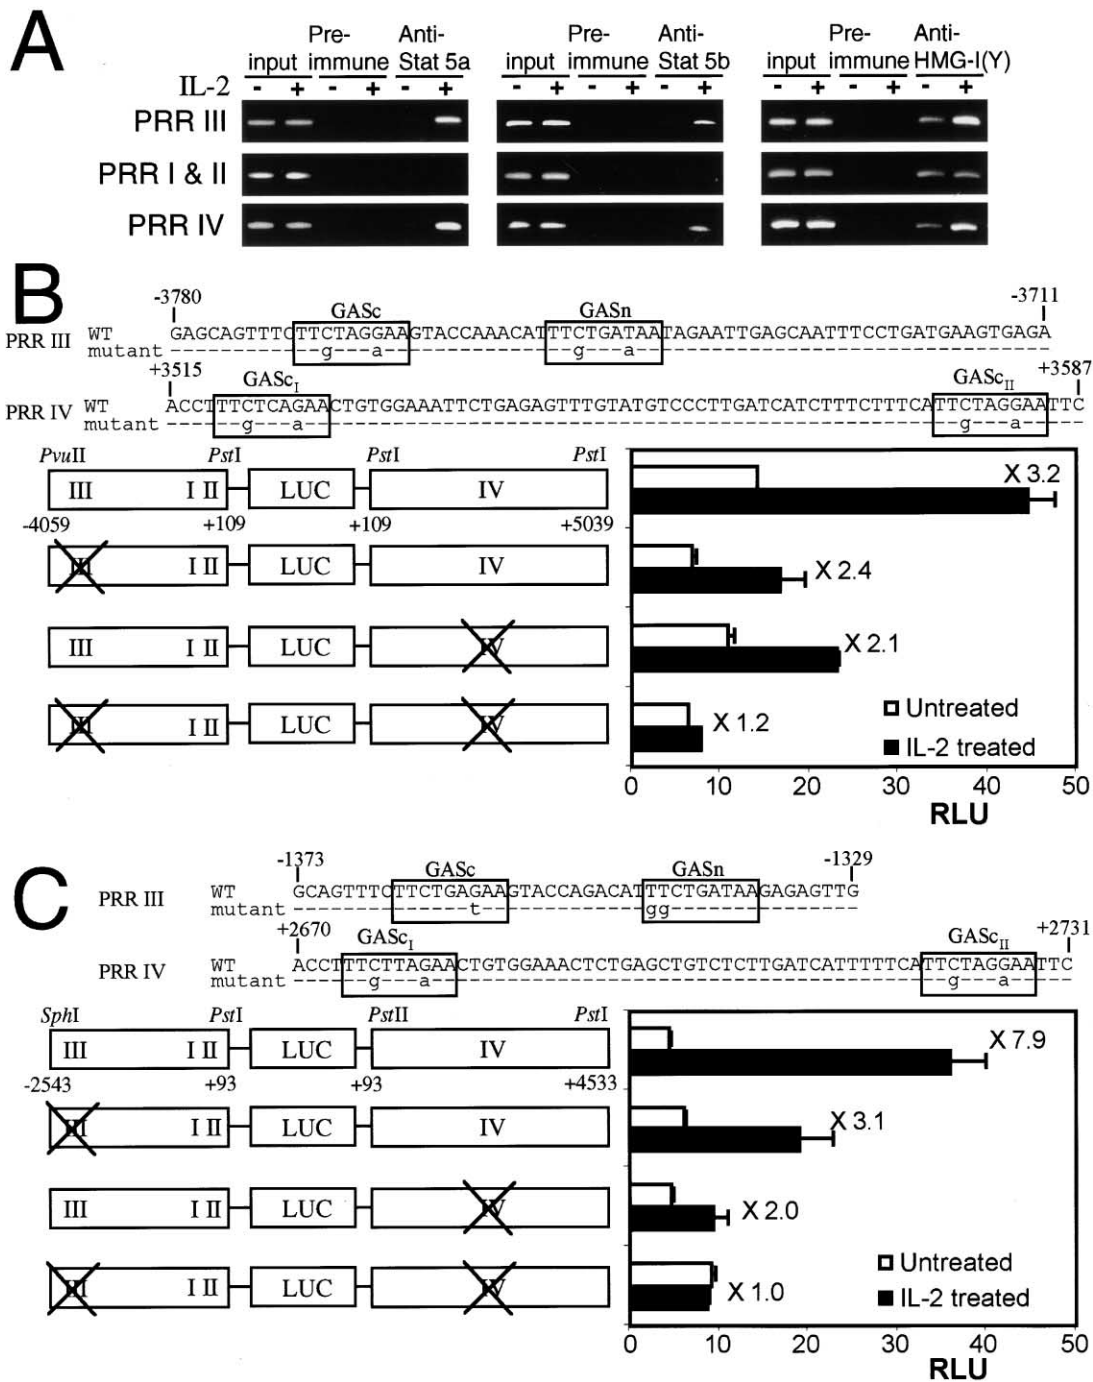 A
Pre- Anti- Pre- Anti- Pre- Anti-
input immune Stat 5a input immune Stat 5b input immune HMG-I(Y)
IL-2 - + - + - + - + - + - + - + - + - +
PRR III
PRR I & II
PRR IV
B
-3780 GASc GASn -3711
PRR III WT GAGCAGTTTCTTCTAGGAAGTACCAAACATTTCTGATAATAGAATTGAGCAATTTCCTGATGAAGTGAGA
mutant g a g a
+3515 GASc I GASc II +3587
PRR IV WT ACCTTTCTCAGAACTGTGGAAATTCTGAGAGTTTGTATGTCCCTTGATCATCTTTCTTTCATTCTAGGAATTC
mutant g a g a
PvuII PstI PstI PstI
III I II LUC IV
-4059 +109 +109 +5039
III I II LUC IV
III I II LUC IV
III I II LUC IV
X 3.2
X 2.4
X 2.1
X 1.2
Untreated
IL-2 treated
0 10 20 30 40 50
RLU
C
-1373 GASc GASn -1329
PRR III WT GCAGTTTCTTCTGAGAAGTACCAGACATTTCTGATAAGAGAGTTG
mutant t gg
+2670 GASc I GASc II +2731
PRR IV WT ACCTTTCTTAGAACTGTGGAAACTCTGAGCTGTCTCTTGATCATTTTTCATTCTAGGAATTC
mutant g a g a
SphI PstI PstII PstI
III I II LUC IV
-2543 +93 +93 +4533
III I II LUC IV
III I II LUC IV
III I II LUC IV
X 7.9
X 3.1
X 2.0
X 1.0
Untreated
IL-2 treated
0 10 20 30 40 50
RLU